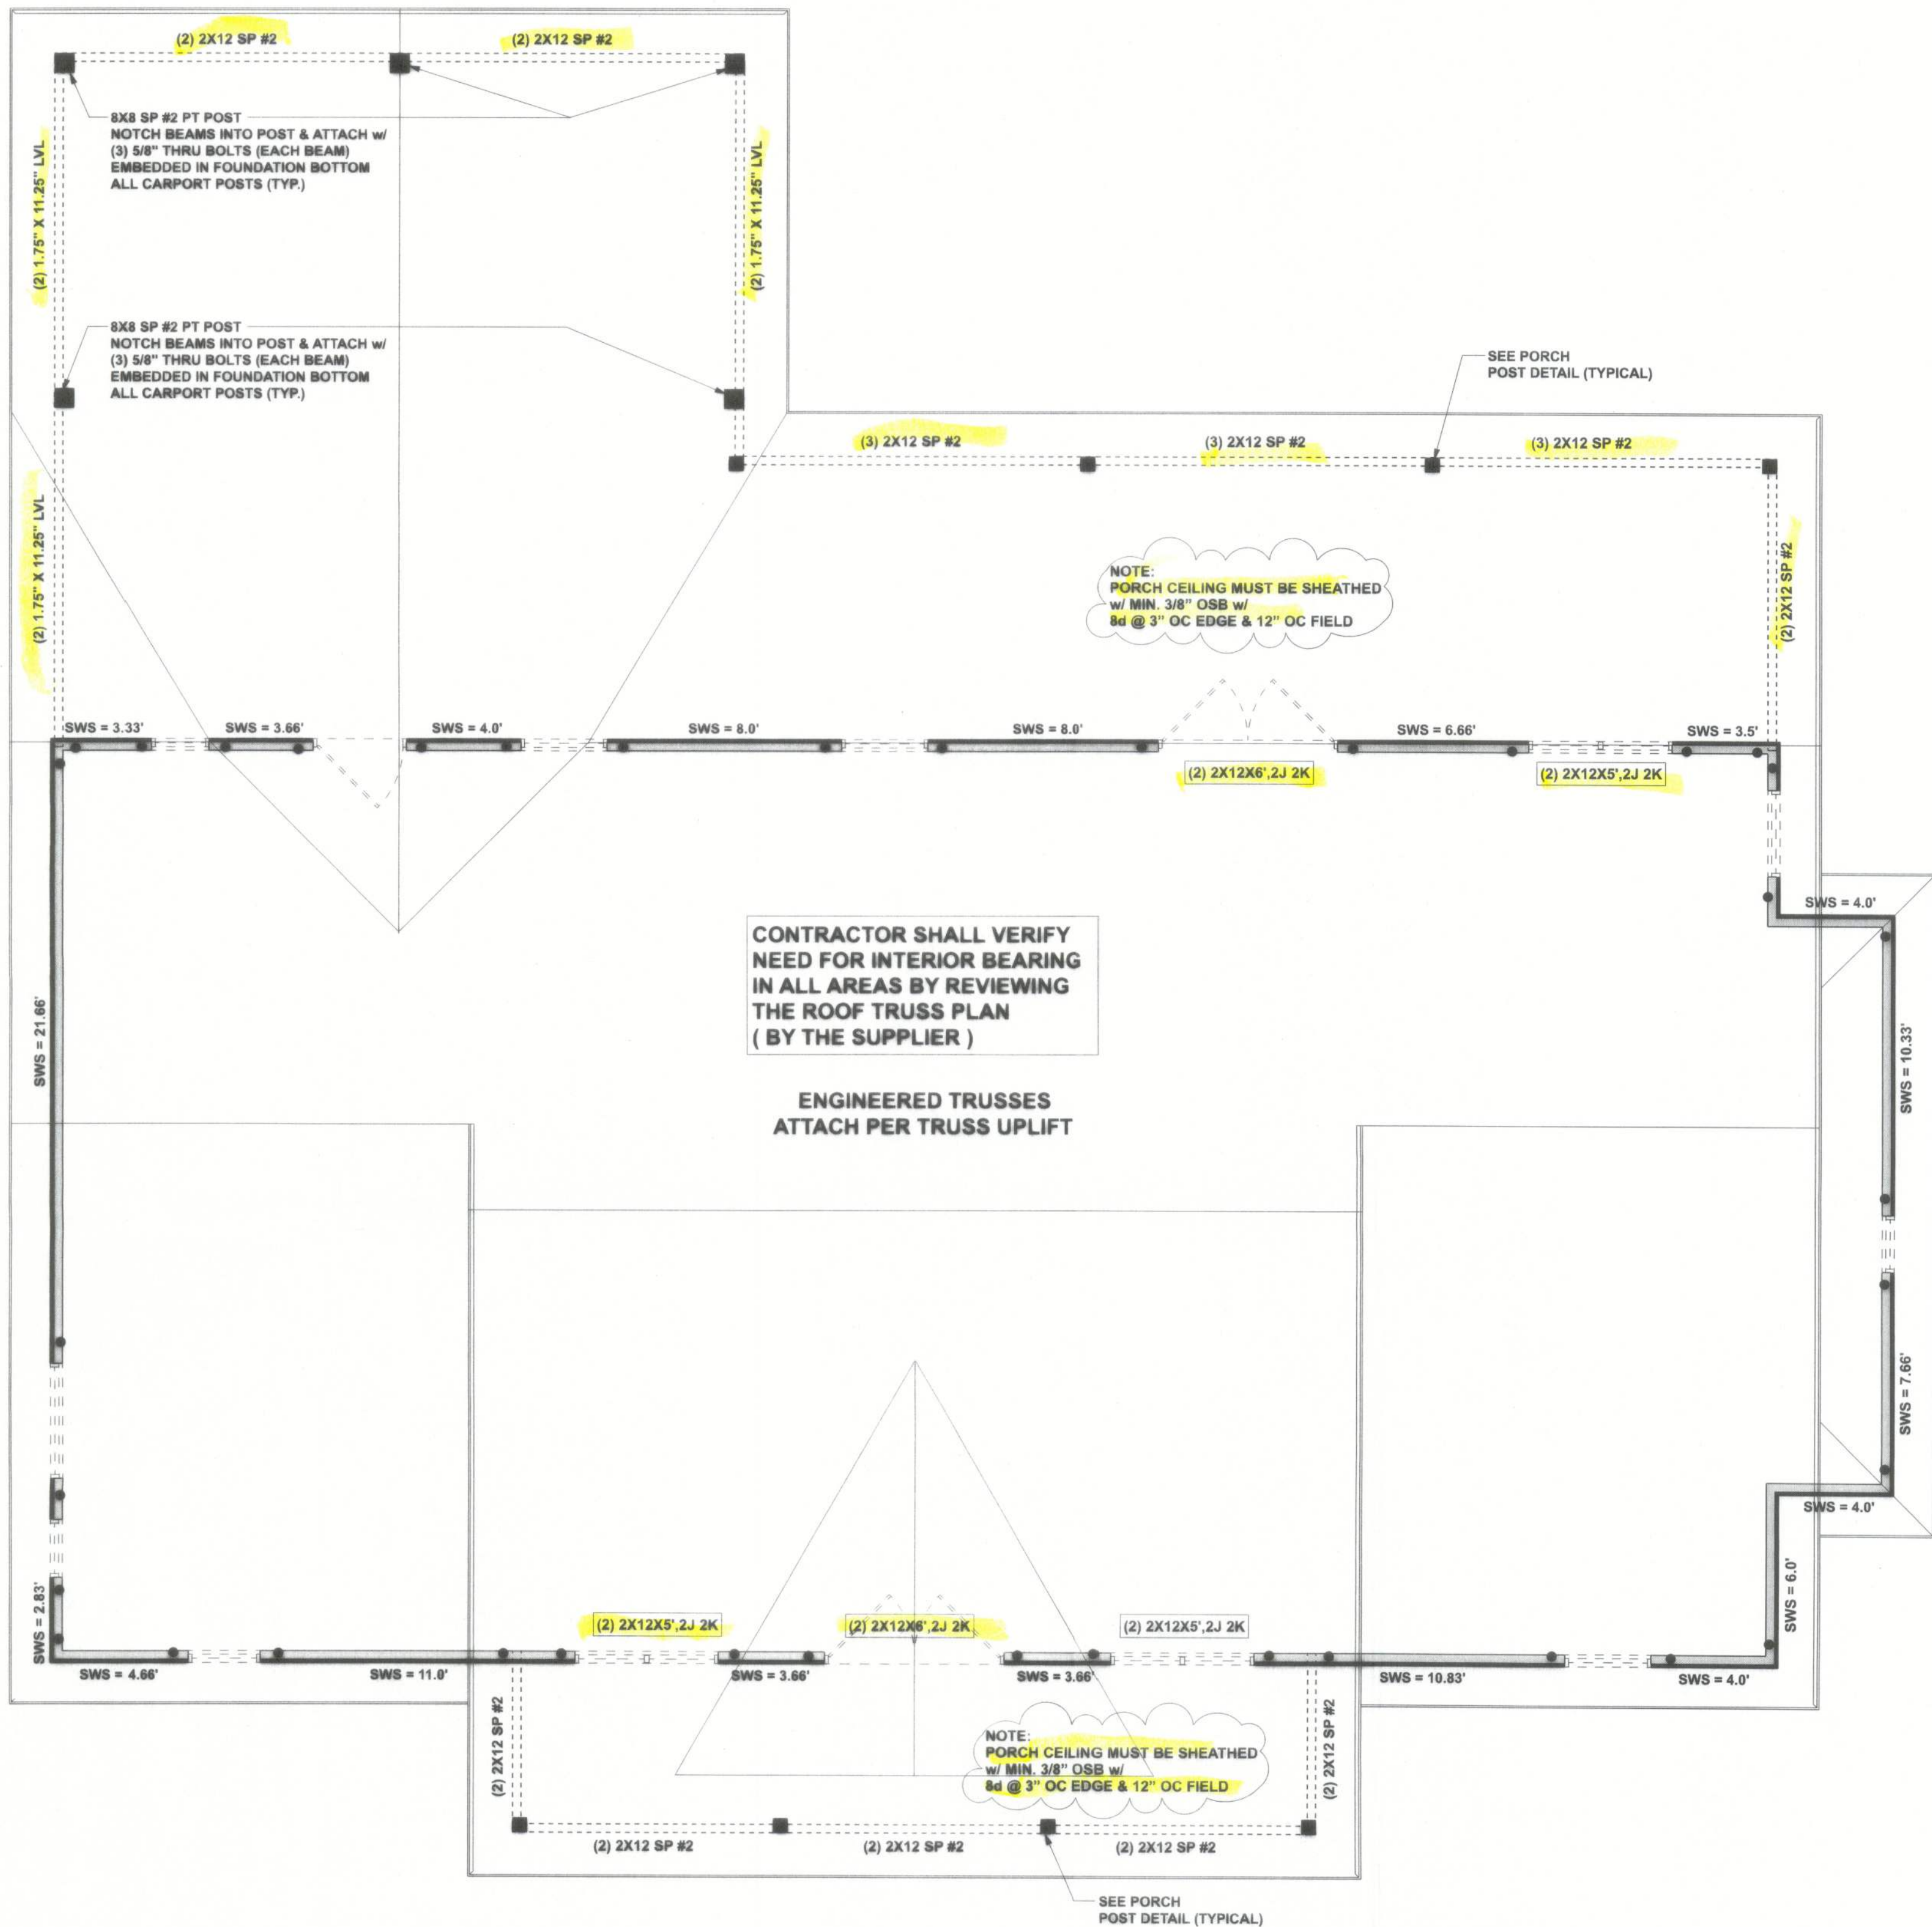 (2) 2X12 SP #2
(2) 2X12 SP #2
8X8 SP #2 PT POST
NOTCH BEAMS INTO POST & ATTACH w/
(3) 5/8" THRU BOLTS (EACH BEAM)
EMBEDDED IN FOUNDATION BOTTOM
ALL CARPORT POSTS (TYP.)
(2) 1.75" X 11.25" LVL
(2) 1.75" X 11.25" LVL
8X8 SP #2 PT POST
NOTCH BEAMS INTO POST & ATTACH w/
(3) 5/8" THRU BOLTS (EACH BEAM)
EMBEDDED IN FOUNDATION BOTTOM
ALL CARPORT POSTS (TYP.)
SEE PORCH
POST DETAIL (TYPICAL)
(3) 2X12 SP #2
(3) 2X12 SP #2
(3) 2X12 SP #2
(2) 1.75" X 11.25" LVL
(2) 2X12 SP #2
NOTE:
PORCH CEILING MUST BE SHEATHED
w/ MIN. 3/8" OSB w/
8d @ 3" OC EDGE & 12" OC FIELD
SWS = 3.33'
SWS = 3.66'
SWS = 4.0'
SWS = 8.0'
SWS = 8.0'
SWS = 6.66'
SWS = 3.5'
(2) 2X12X6',2J 2K
(2) 2X12X5',2J 2K
SWS = 4.0'
CONTRACTOR SHALL VERIFY
NEED FOR INTERIOR BEARING
IN ALL AREAS BY REVIEWING
THE ROOF TRUSS PLAN
( BY THE SUPPLIER )
SWS = 21.66'
SWS = 10.33'
ENGINEERED TRUSSES
ATTACH PER TRUSS UPLIFT
SWS = 7.66'
SWS = 4.0'
SWS = 6.0'
SWS = 2.83'
(2) 2X12X5',2J 2K
(2) 2X12X6',2J 2K
(2) 2X12X5',2J 2K
SWS = 4.66'
SWS = 11.0'
SWS = 3.66'
SWS = 3.66'
SWS = 10.83'
SWS = 4.0'
(2) 2X12 SP #2
(2) 2X12 SP #2
NOTE:
PORCH CEILING MUST BE SHEATHED
w/ MIN. 3/8" OSB w/
8d @ 3" OC EDGE & 12" OC FIELD
(2) 2X12 SP #2
(2) 2X12 SP #2
(2) 2X12 SP #2
SEE PORCH
POST DETAIL (TYPICAL)